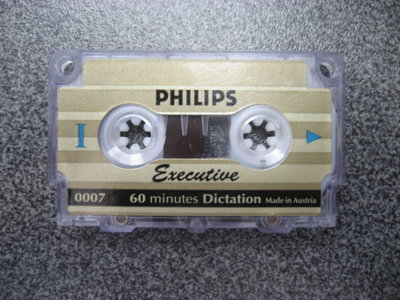 PHILIPS
I
Executive
0007 60 minutes Dictation Made in Austria